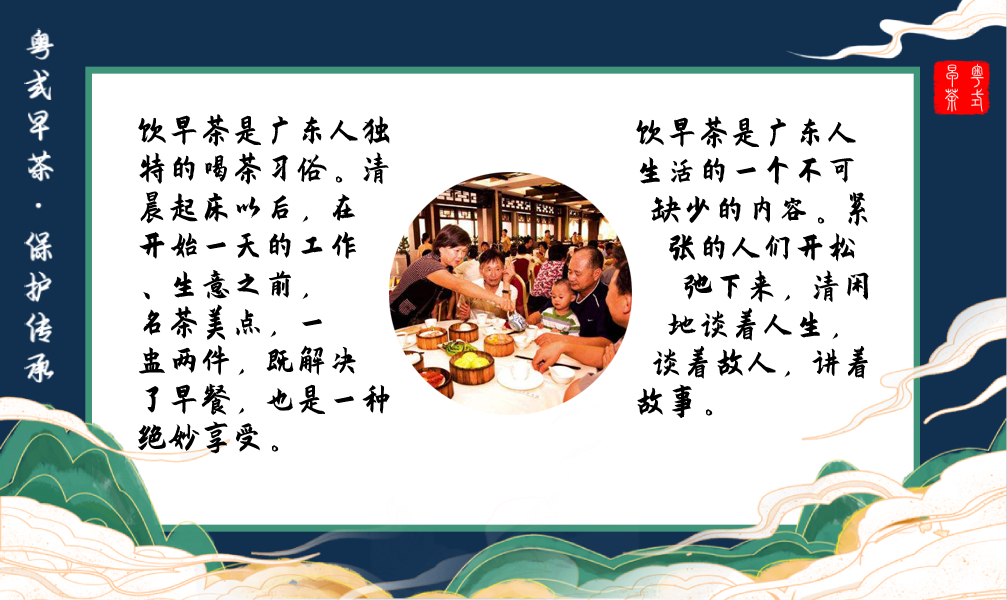 粤式早茶·保护传承
粤式
早茶
饮早茶是广东人独
特的喝茶习俗。清
晨起床以后，在
开始一天的工作
、生意之前，
名茶美点，一
盅两件，既解决
了早餐，也是一种
绝妙享受。
饮早茶是广东人
生活的一个不可
缺少的内容。紧
张的人们开松
弛下来，清闲
地谈着人生，
谈着故人，讲着
故事。